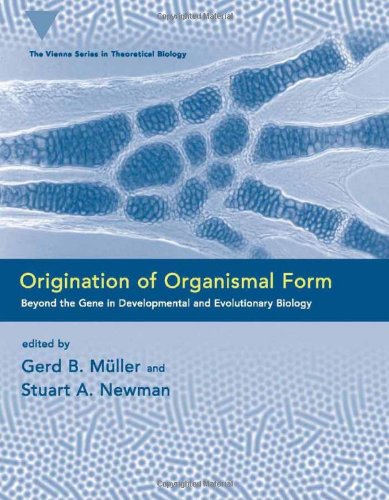 The Vienna Series in Theoretical Biology
Origination of Organismal Form
Beyond the Gene in Developmental and Evolutionary Biology
edited by
Gerd B. Müller and
Stuart A. Newman